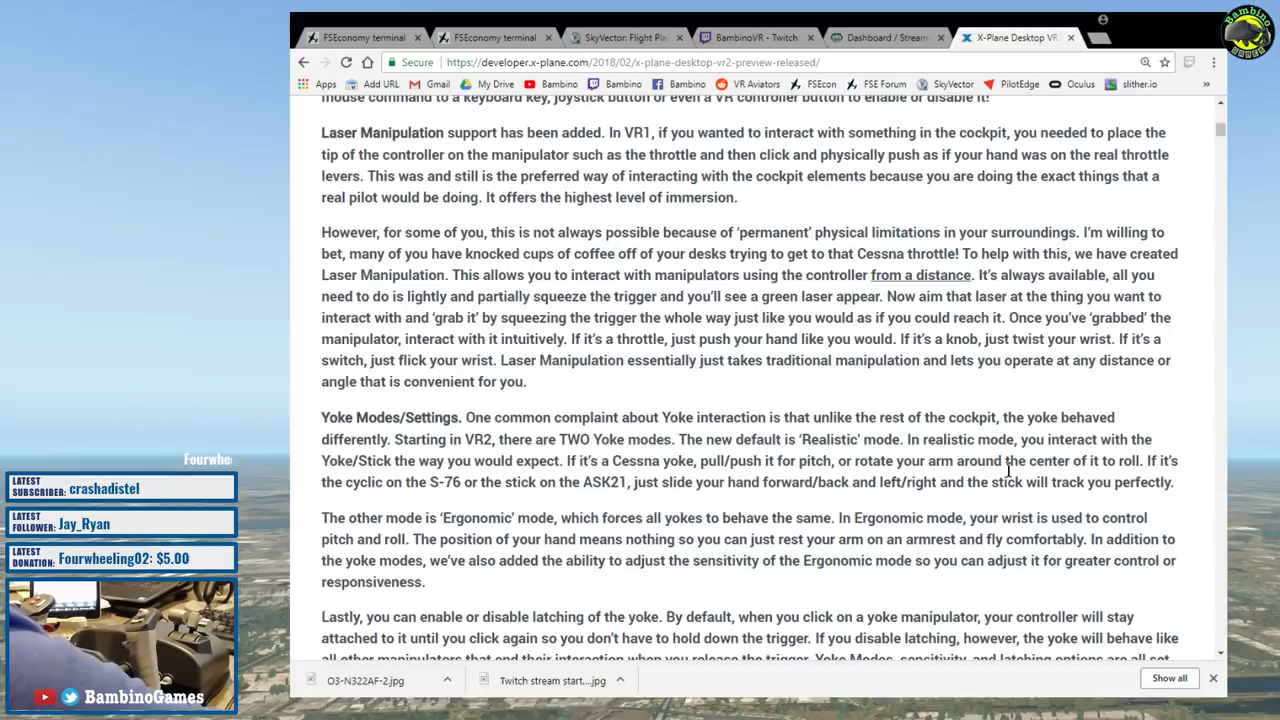 FSEconomy terminal
FSEconomy terminal
SkyVector: Flight Pla
BambinoVR - Twitch
Dashboard / Stream
X-Plane Desktop VR
Bambino
GAMES
Secure
https://developer.x-plane.com/2018/02/x-plane-desktop-vr2-preview-released/
Apps Add URL Gmail My Drive Bambino Bambino Bambino VR Aviators FSEcon FSE Forum SkyVector PilotEdge Oculus slither.io »
mouse command to a keyboard key, joystick button or even a VR controller button to enable or disable it!
Laser Manipulation support has been added. In VR1, if you wanted to interact with something in the cockpit, you needed to place the
tip of the controller on the manipulator such as the throttle and then click and physically push as if your hand was on the real throttle
levers. This was and still is the preferred way of interacting with the cockpit elements because you are doing the exact things that a
real pilot would be doing. It offers the highest level of immersion.
However, for some of you, this is not always possible because of ‘permanent’ physical limitations in your surroundings. I’m willing to
bet, many of you have knocked cups of coffee off of your desks trying to get to that Cessna throttle! To help with this, we have created
Laser Manipulation. This allows you to interact with manipulators using the controller from a distance. It’s always available, all you
need to do is lightly and partially squeeze the trigger and you’ll see a green laser appear. Now aim that laser at the thing you want to
interact with and ‘grab it’ by squeezing the trigger the whole way just like you would as if you could reach it. Once you’ve ‘grabbed’ the
manipulator, interact with it intuitively. If it’s a throttle, just push your hand like you would. If it’s a knob, just twist your wrist. If it’s a
switch, just flick your wrist. Laser Manipulation essentially just takes traditional manipulation and lets you operate at any distance or
angle that is convenient for you.
Yoke Modes/Settings. One common complaint about Yoke interaction is that unlike the rest of the cockpit, the yoke behaved
differently. Starting in VR2, there are TWO Yoke modes. The new default is ‘Realistic’ mode. In realistic mode, you interact with the
Yoke/Stick the way you would expect. If it’s a Cessna yoke, pull/push it for pitch, or rotate your arm around the center of it to roll. If it’s
the cyclic on the S-76 or the stick on the ASK21, just slide your hand forward/back and left/right and the stick will track you perfectly.
The other mode is ‘Ergonomic’ mode, which forces all yokes to behave the same. In Ergonomic mode, your wrist is used to control
pitch and roll. The position of your hand means nothing so you can just rest your arm on an armrest and fly comfortably. In addition to
the yoke modes, we’ve also added the ability to adjust the sensitivity of the Ergonomic mode so you can adjust it for greater control or
responsiveness.
Lastly, you can enable or disable latching of the yoke. By default, when you click on a yoke manipulator, your controller will stay
attached to it until you click again so you don’t have to hold down the trigger. If you disable latching, however, the yoke will behave like
all other manipulators that end their interaction when you release the trigger. Yoke Modes, sensitivity, and latching options are all set
O3-N322AF-2.jpg
Twitch stream start....jpg
Show all
Fourwhe
LATEST
SUBSCRIBER: crashadistel
LATEST
FOLLOWER: Jay_Ryan
LATEST
DONATION: Fourwheeling02: $5.00
BambinoGames